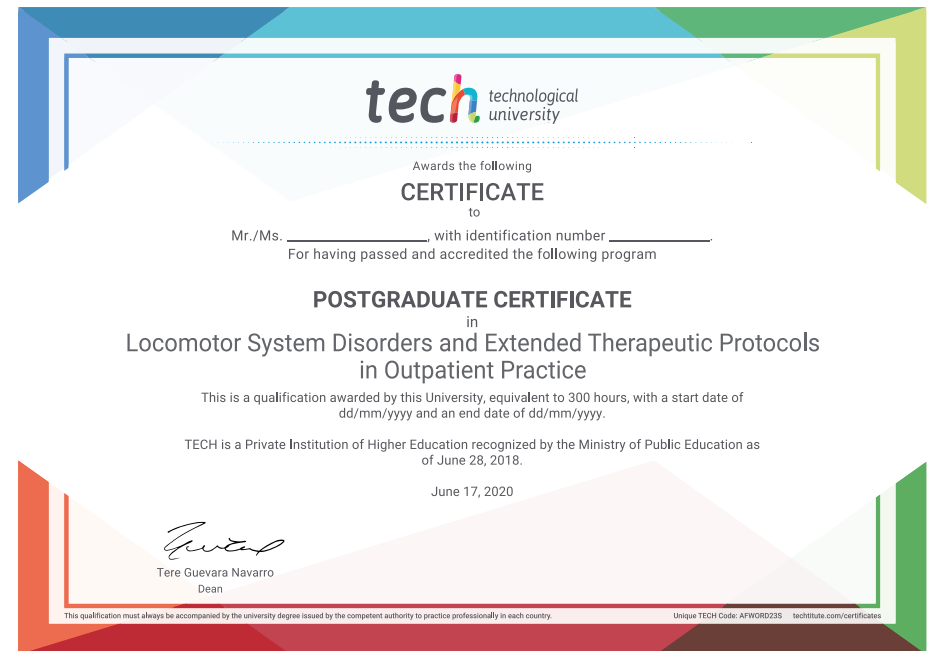 tech technological
university
Awards the following
CERTIFICATE
to
Mr./Ms. ____________, with identification number _________.
For having passed and accredited the following program
POSTGRADUATE CERTIFICATE
in
Locomotor System Disorders and Extended Therapeutic Protocols
in Outpatient Practice
This is a qualification awarded by this University, equivalent to 300 hours, with a start date of
dd/mm/yyyy and an end date of dd/mm/yyyy.
TECH is a Private Institution of Higher Education recognized by the Ministry of Public Education as
of June 28, 2018.
June 17, 2020
Tere Guevara Navarro
Dean
This qualification must always be accompanied by the university degree issued by the competent authority to practice professionally in each country. Unique TECH Code: AFWORD23S techtitute.com/certificates